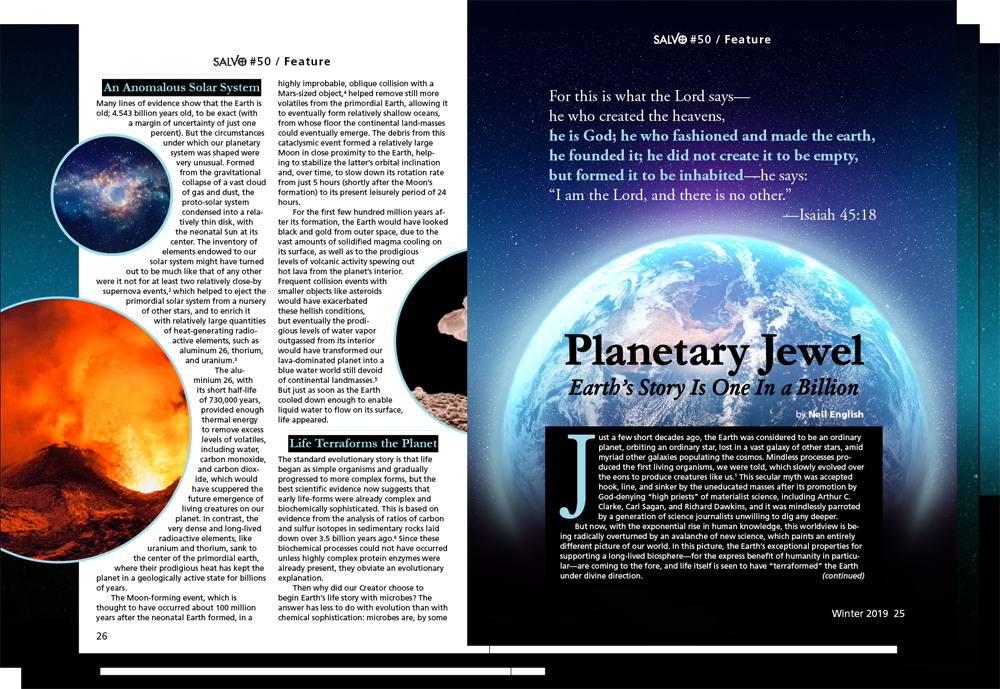 SALVO #50 / Feature
An Anomalous Solar System
Many lines of evidence show that the Earth is
old; 4.543 billion years old, to be exact (with
a margin of uncertainty of just one
percent). But the circumstances
under which our planetary
system was shaped were
very unusual. Formed
from the gravitational
collapse of a vast cloud
of gas and dust, the
proto-solar system
condensed into a rela-
tively thin disk, with
the neonatal Sun at its
center. The inventory of
elements endowed to our
solar system might have turned
out to be much like that of any other
were it not for at least two relatively close-by
supernova events,² which helped to eject the
primordial solar system from a nursery
of other stars, and to enrich it
with relatively large quantities
of heat-generating radio-
active elements, such as
aluminum 26, thorium,
and uranium.³
The alu-
minium 26, with
its short half-life
of 730,000 years,
provided enough
thermal energy
to remove excess
levels of volatiles,
including water,
carbon monoxide,
and carbon diox-
ide, which would
have scuppered the
future emergence of
living creatures on our
planet. In contrast, the
very dense and long-lived
radioactive elements, like
uranium and thorium, sank to
the center of the primordial earth,
where their prodigious heat has kept the
planet in a geologically active state for billions
of years.
The Moon-forming event, which is
thought to have occurred about 100 million
years after the neonatal Earth formed, in a
highly improbable, oblique collision with a
Mars-sized object,⁴ helped remove still more
volatiles from the primordial Earth, allowing it
to eventually form relatively shallow oceans,
from whose floor the continental land-masses
could eventually emerge. The debris from this
cataclysmic event formed a relatively large
Moon in close proximity to the Earth, help-
ing to stabilize the latter's orbital inclination
and, over time, to slow down its rotation rate
from just 5 hours (shortly after the Moon's
formation) to its present leisurely period of 24
hours.
For the first few hundred million years af-
ter its formation, the Earth would have looked
black and gold from outer space, due to the
vast amounts of solidified magma cooling on
its surface, as well as to the prodigious
levels of volcanic activity spewing out
hot lava from the planet's interior.
Frequent collision events with
smaller objects like asteroids
would have exacerbated
these hellish conditions,
but eventually the prodi-
gious levels of water vapor
outgassed from its interior
would have transformed our
lava-dominated planet into a
blue water world still devoid
of continental landmasses.⁵
But just as soon as the Earth
cooled down enough to enable
liquid water to flow on its surface,
life appeared.
Life Terraforms the Planet
The standard evolutionary story is that life
began as simple organisms and gradually
progressed to more complex forms, but the
best scientific evidence now suggests that
early life-forms were already complex and
biochemically sophisticated. This is based on
evidence from the analysis of ratios of carbon
and sulfur isotopes in sedimentary rocks laid
down over 3.5 billion years ago.⁶ Since these
biochemical processes could not have occurred
unless highly complex protein enzymes were
already present, they obviate an evolutionary
explanation.
Then why did our Creator choose to
begin Earth's life story with microbes? The
answer has less to do with evolution than with
chemical sophistication: microbes are, by some
26
SALVO #50 / Feature
For this is what the Lord says—
he who created the heavens,
he is God; he who fashioned and made the earth,
he founded it; he did not create it to be empty,
but formed it to be inhabited—he says:
“I am the Lord, and there is no other.”
—Isaiah 45:18
Planetary Jewel
Earth's Story Is One In a Billion
by Neil English
Just a few short decades ago, the Earth was considered to be an ordinary
planet, orbiting an ordinary star, lost in a vast galaxy of other stars, amid
myriad other galaxies populating the cosmos. Mindless processes pro-
duced the first living organisms, we were told, which slowly evolved over
the eons to produce creatures like us.¹ This secular myth was accepted
hook, line, and sinker by the uneducated masses after its promotion by
God-denying “high priests” of materialist science, including Arthur C.
Clarke, Carl Sagan, and Richard Dawkins, and it was mindlessly parroted
by a generation of science journalists unwilling to dig any deeper.
But now, with the exponential rise in human knowledge, this worldview is be-
ing radically overturned by an avalanche of new science, which paints an entirely
different picture of our world. In this picture, the Earth's exceptional properties for
supporting a long-lived biosphere—for the express benefit of humanity in particu-
lar—are coming to the fore, and life itself is seen to have “terraformed” the Earth
under divine direction. (continued)
Winter 2019 25